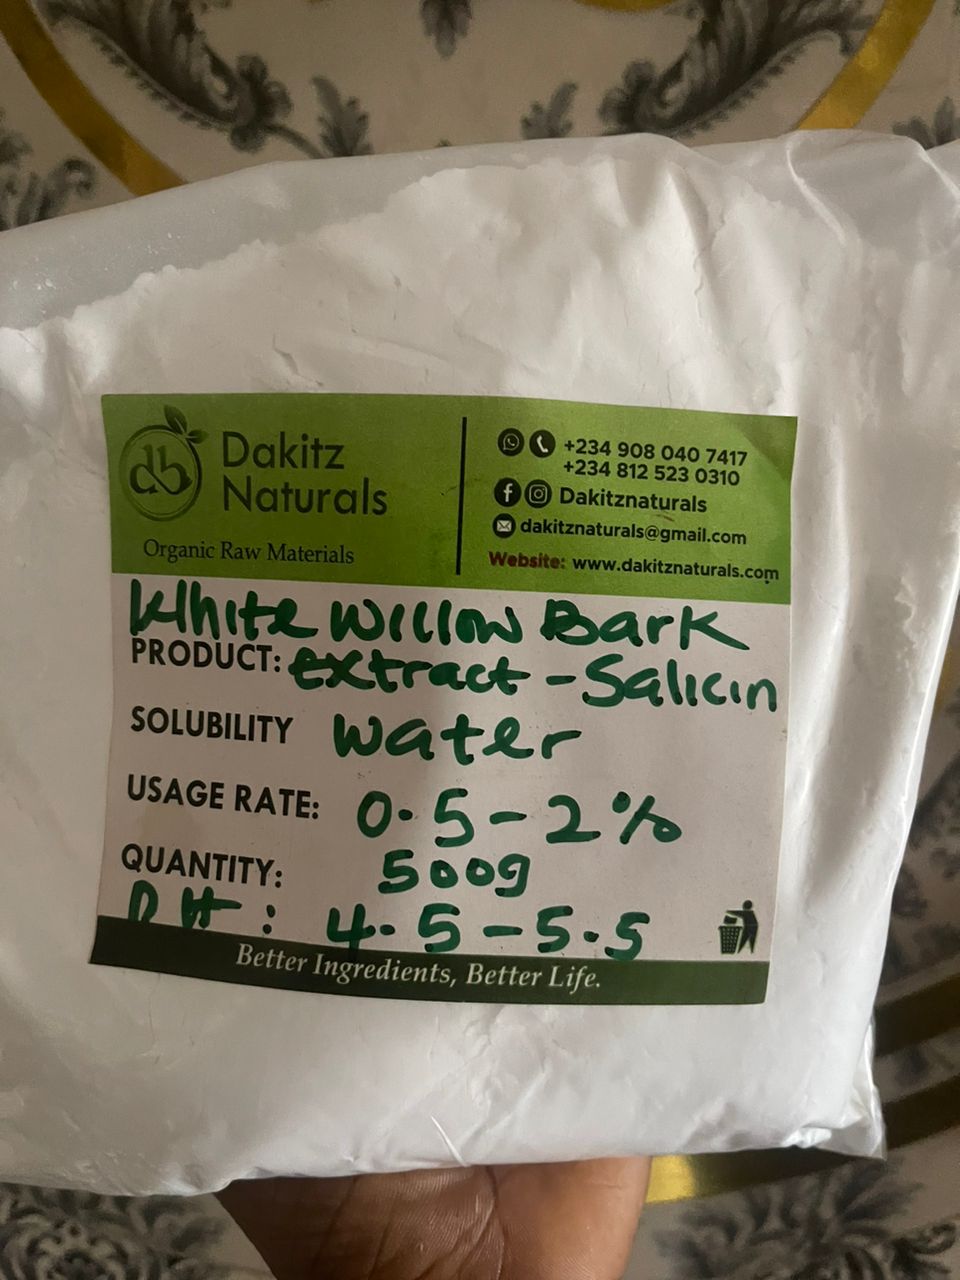 Dakitz
Naturals
Organic Raw Materials
+234 908 040 7417
+234 812 523 0310
Dakitznaturals
dakitznaturals@gmail.com
Website: www.dakitznaturals.com
White Willow Bark
PRODUCT: extract - Salicin
SOLUBILITY water
USAGE RATE: 0.5-2%
QUANTITY: 500g
PH: 4.5-5.5
Better Ingredients, Better Life.